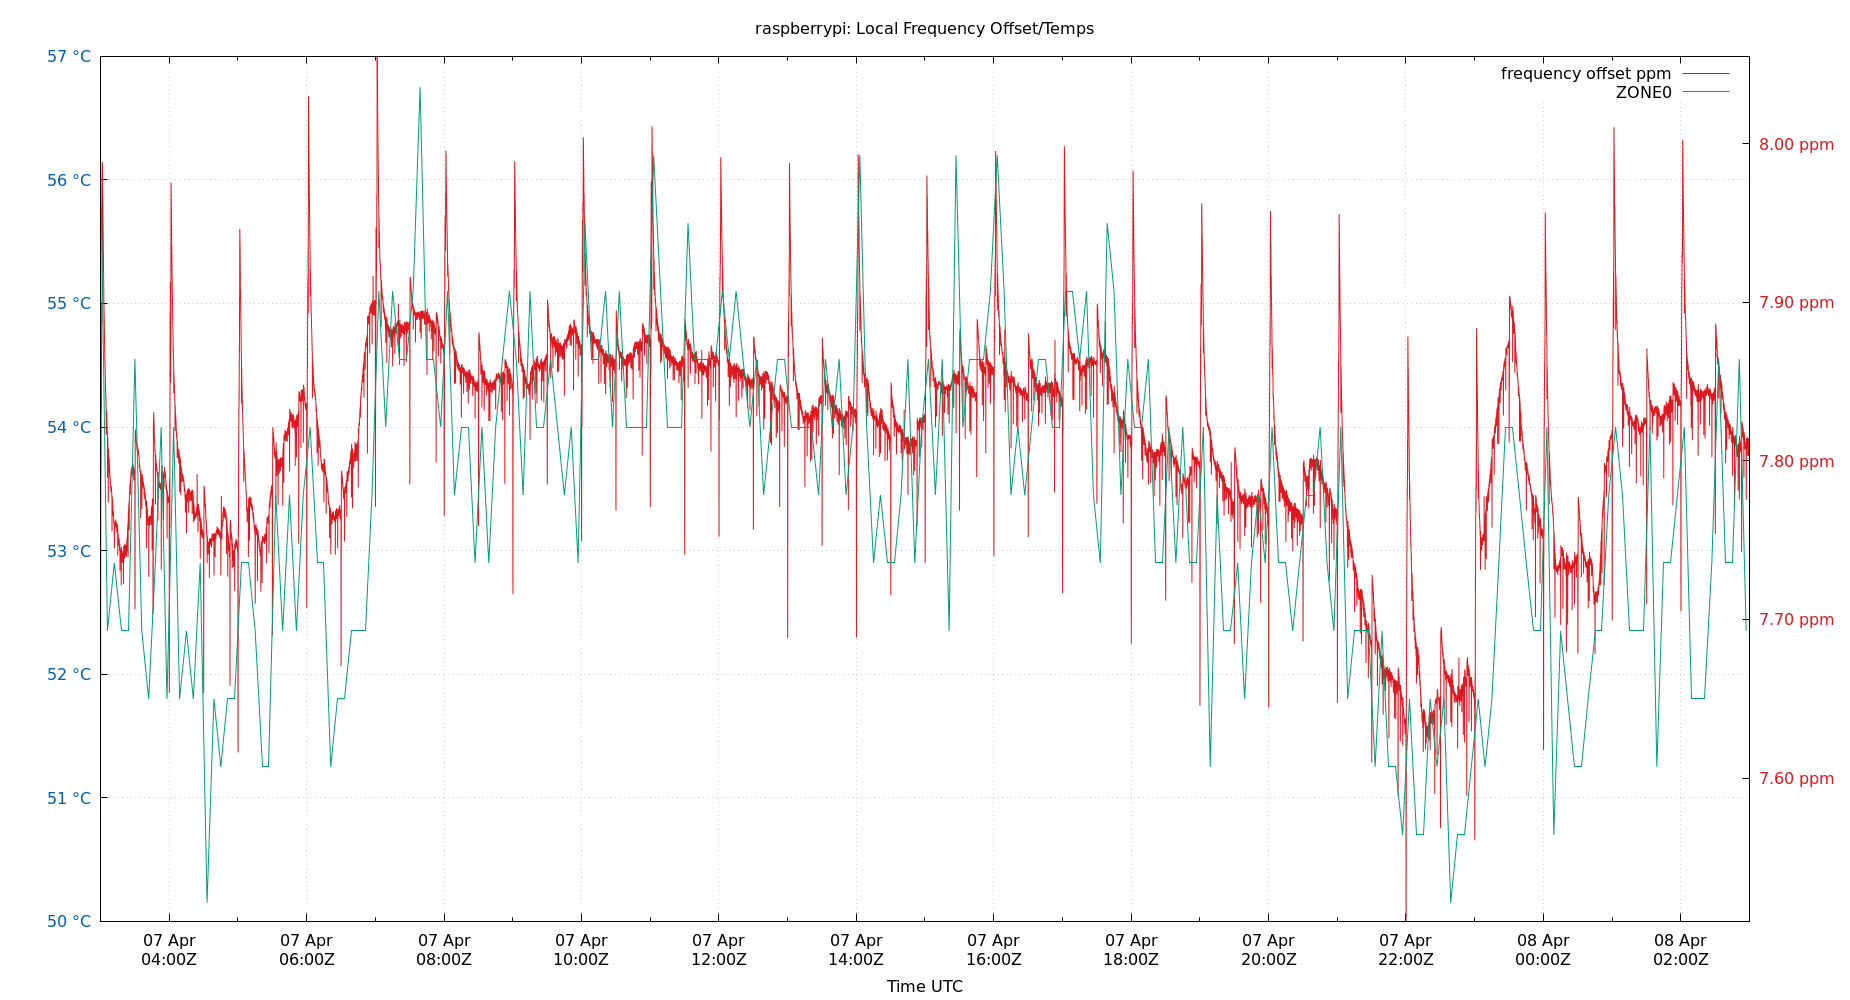 raspberrypi: Local Frequency Offset/Temps
frequency offset ppm
ZONE0
57 °C
56 °C
55 °C
54 °C
53 °C
52 °C
51 °C
50 °C
8.00 ppm
7.90 ppm
7.80 ppm
7.70 ppm
7.60 ppm
07 Apr 07 Apr 07 Apr 07 Apr 07 Apr 07 Apr 07 Apr 07 Apr 07 Apr 07 Apr 08 Apr 08 Apr
04:00Z 06:00Z 08:00Z 10:00Z 12:00Z 14:00Z 16:00Z 18:00Z 20:00Z 22:00Z 00:00Z 02:00Z
Time UTC